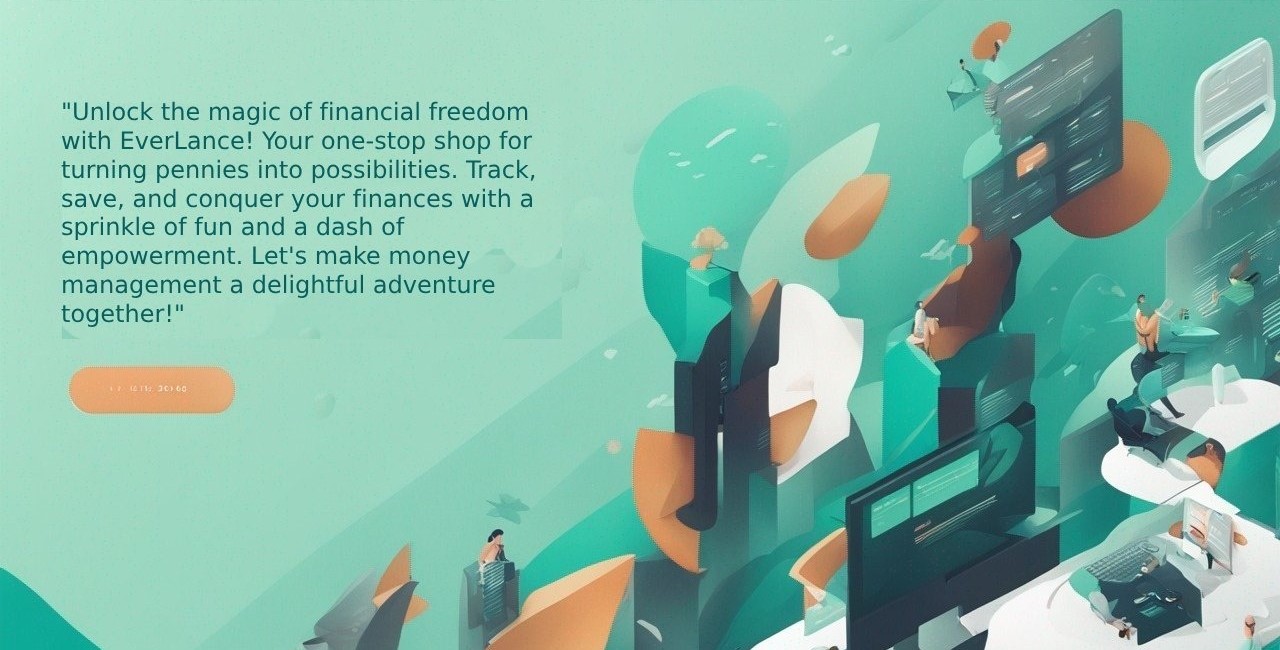 "Unlock the magic of financial freedom
with EverLance! Your one-stop shop for
turning pennies into possibilities. Track,
save, and conquer your finances with a
sprinkle of fun and a dash of
empowerment. Let's make money
management a delightful adventure
together!"